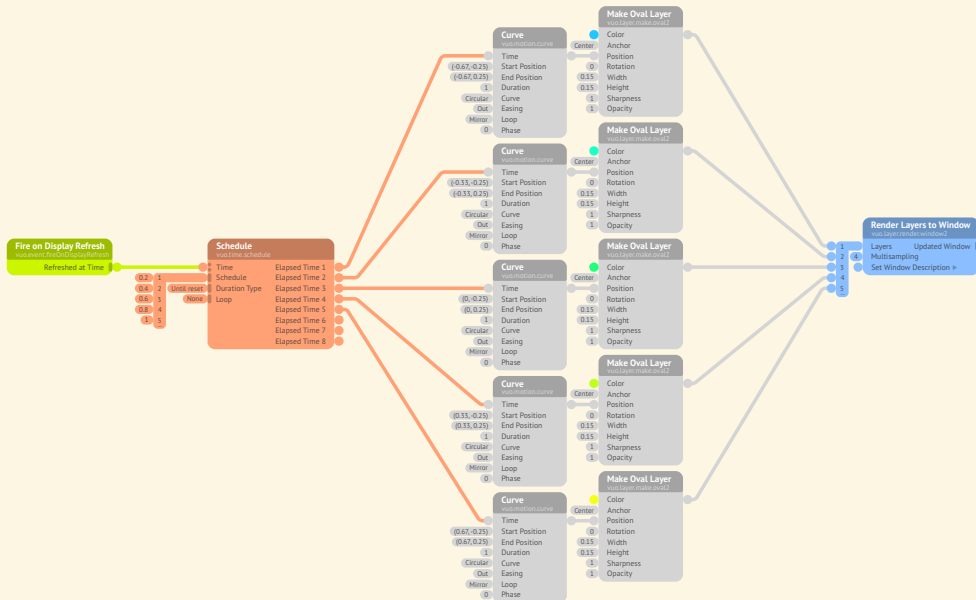 Fire on Display Refresh
vuo.event.fireOnDisplayRefresh
Refreshed at Time
Schedule
vuo.time.schedule
Time
Elapsed Time 1
0.2
1
Schedule
Elapsed Time 2
0.4
2
Until reset
Duration Type
Elapsed Time 3
0.6
3
None
Loop
Elapsed Time 4
0.8
4
Elapsed Time 5
1
5
Elapsed Time 6
Elapsed Time 7
Elapsed Time 8
Curve
vuo.motion.curve
Time
(-0.67,-0.25)
Start Position
(-0.67, 0.25)
End Position
1
Duration
Circular
Curve
Out
Easing
Mirror
Loop
0
Phase
Make Oval Layer
vuo.layer.make.oval2
Color
Center
Anchor
Position
0
Rotation
0.15
Width
0.15
Height
1
Sharpness
1
Opacity
Curve
vuo.motion.curve
Time
(-0.33,-0.25)
Start Position
(-0.33, 0.25)
End Position
1
Duration
Circular
Curve
Out
Easing
Mirror
Loop
0
Phase
Make Oval Layer
vuo.layer.make.oval2
Color
Center
Anchor
Position
0
Rotation
0.15
Width
0.15
Height
1
Sharpness
1
Opacity
Curve
vuo.motion.curve
Time
(0,-0.25)
Start Position
(0, 0.25)
End Position
1
Duration
Circular
Curve
Out
Easing
Mirror
Loop
0
Phase
Make Oval Layer
vuo.layer.make.oval2
Color
Center
Anchor
Position
0
Rotation
0.15
Width
0.15
Height
1
Sharpness
1
Opacity
Curve
vuo.motion.curve
Time
(0.33,-0.25)
Start Position
(0.33, 0.25)
End Position
1
Duration
Circular
Curve
Out
Easing
Mirror
Loop
0
Phase
Make Oval Layer
vuo.layer.make.oval2
Color
Center
Anchor
Position
0
Rotation
0.15
Width
0.15
Height
1
Sharpness
1
Opacity
Curve
vuo.motion.curve
Time
(0.67,-0.25)
Start Position
(0.67, 0.25)
End Position
1
Duration
Circular
Curve
Out
Easing
Mirror
Loop
0
Phase
Make Oval Layer
vuo.layer.make.oval2
Color
Center
Anchor
Position
0
Rotation
0.15
Width
0.15
Height
1
Sharpness
1
Opacity
Render Layers to Window
vuo.layer.render.window2
1
Layers
Updated Window
2
4
Multisampling
3
Set Window Description
4
5